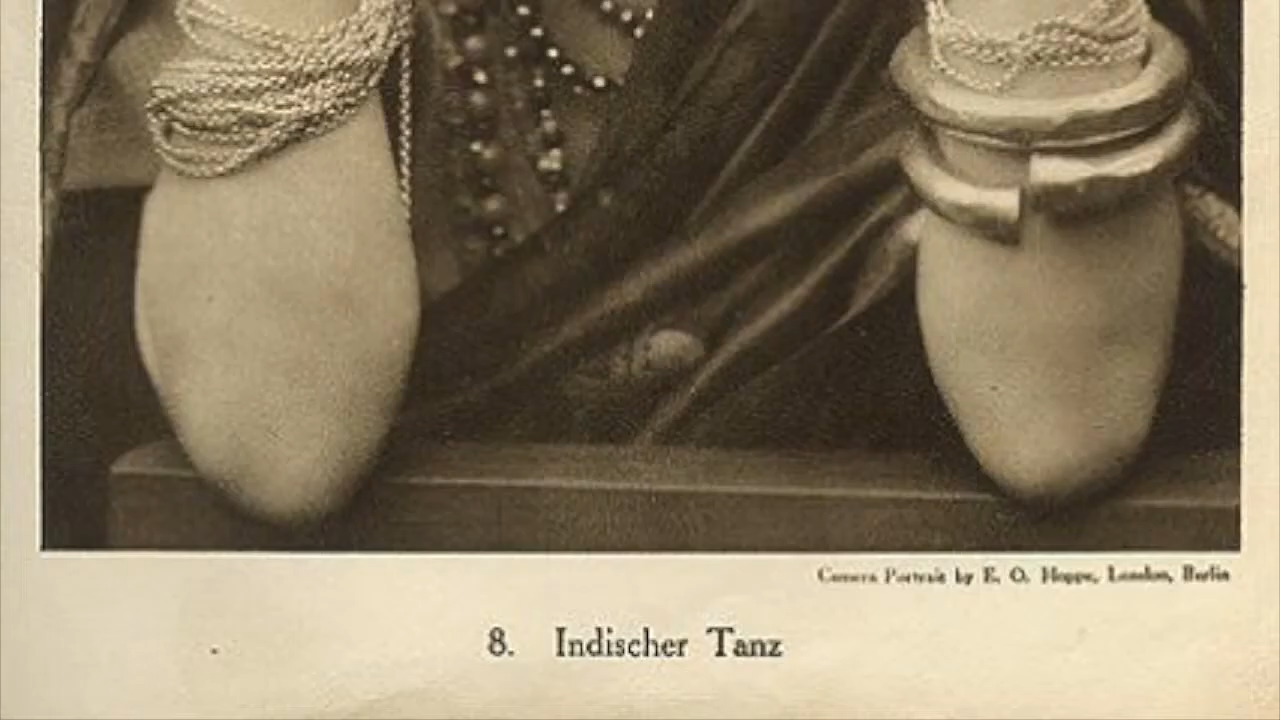 Camera Portrait by E. O. Hoppe, London, Berlin
8. Indischer Tanz